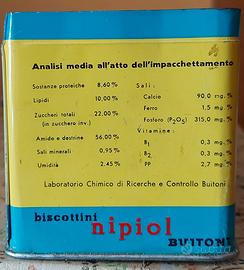 Analisi media all'atto dell'impacchettamento
Sostanze proteiche 8,60%
Lipidi 10,00%
Zuccheri totali 22,00%
(in zucchero inv.)
Amido e destrine 56,00%
Sali minerali 0,95%
Umidità 2.45%
Sali:
Calcio 90,0 mg.%
Ferro 1,5 mg.%
Fosforo (P2O5) 315,0 mg.%
Vitamine:
B1 0,3 mg.%
B2 0,3 mg.%
PP 2,7 mg.%
Laboratorio Chimico di Ricerche e Controllo Buitoni
biscottini
nipiol
BUITONI
subito